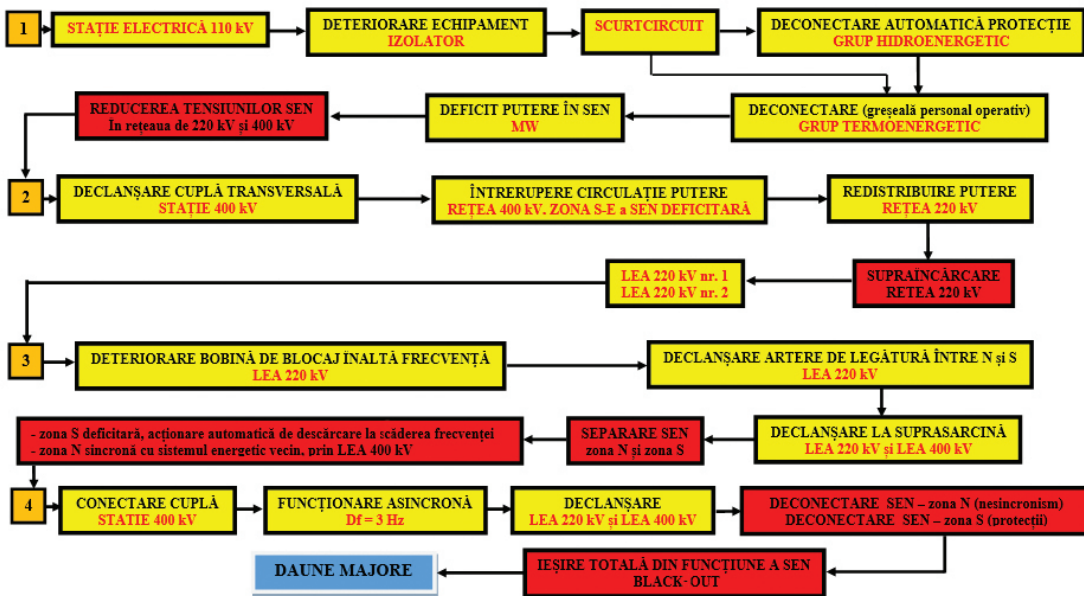 1
STAȚIE ELECTRICĂ 110 kV
DETERIORARE ECHIPAMENT
IZOLATOR
SCURTCIRCUIT
DECONECTARE AUTOMATICĂ PROTECȚIE
GRUP HIDROENERGETIC
DECONECTARE (greșeală personal operativ)
GRUP TERMOENERGETIC
DEFICIT PUTERE ÎN SEN
MW
REDUCEREA TENSIUNILOR SEN
În rețeaua de 220 kV și 400 kV
2
DECLANȘARE CUPLĂ TRANSVERSALĂ
STAȚIE 400 kV
ÎNTRERUPERE CIRCULAȚIE PUTERE
REȚEA 400 kV. ZONA S-E a SEN DEFICITARĂ
REDISTRIBUIRE PUTERE
REȚEA 220 kV
SUPRAÎNCĂRCARE
RETEA 220 kV
LEA 220 kV nr. 1
LEA 220 kV nr. 2
3
DETERIORARE BOBINĂ DE BLOCAJ ÎNALTĂ FRECVENȚĂ
LEA 220 kV
DECLANȘARE ARTERE DE LEGĂTURĂ ÎNTRE N și S
LEA 220 kV
DECLANȘARE LA SUPRASARCINĂ
LEA 220 kV și LEA 400 kV
SEPARARE SEN
zona N și zona S
- zona S deficitară, acționare automatică de descărcare la scăderea frecvenței
- zona N sincronă cu sistemul energetic vecin, prin LEA 400 kV
4
CONECTARE CUPLĂ
STATIE 400 kV
FUNCȚIONARE ASINCRONĂ
Df = 3 Hz
DECLANȘARE
LEA 220 kV și LEA 400 kV
DECONECTARE SEN – zona N (nesincronism)
DECONECTARE SEN – zona S (protecții)
IEȘIRE TOTALĂ DIN FUNCȚIUNE A SEN
BLACK-OUT
DAUNE MAJORE